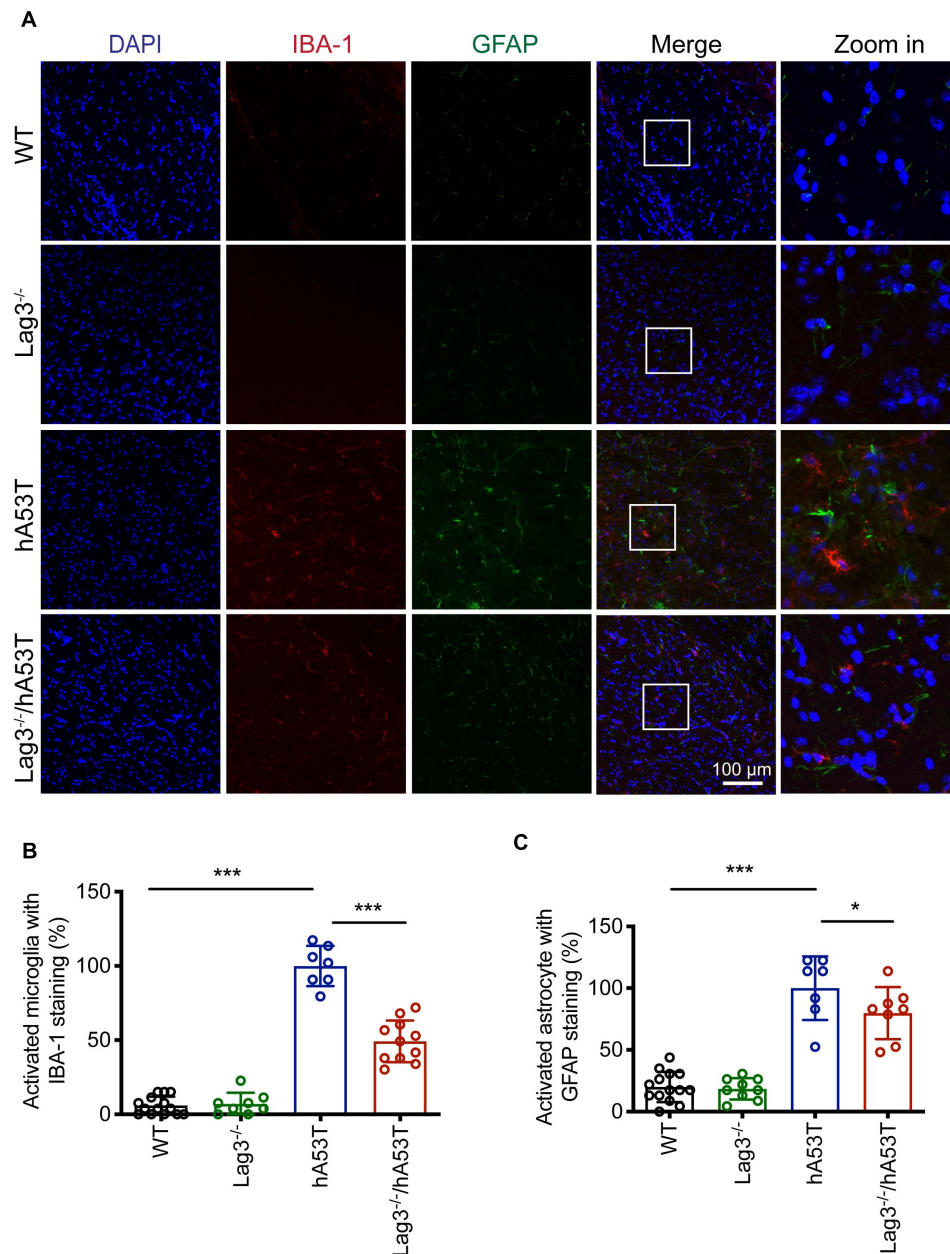 A
DAPI IBA-1 GFAP Merge Zoom in
WT
Lag3-/-
hA53T
Lag3-/-/hA53T
100 µm
B
Activated microglia with
IBA-1 staining (%)
150
100
50
0
***
***
WT
Lag3-/-
hA53T
Lag3-/-/hA53T
C
Activated astrocyte with
GFAP staining (%)
150
100
50
0
***
*
WT
Lag3-/-
hA53T
Lag3-/-/hA53T